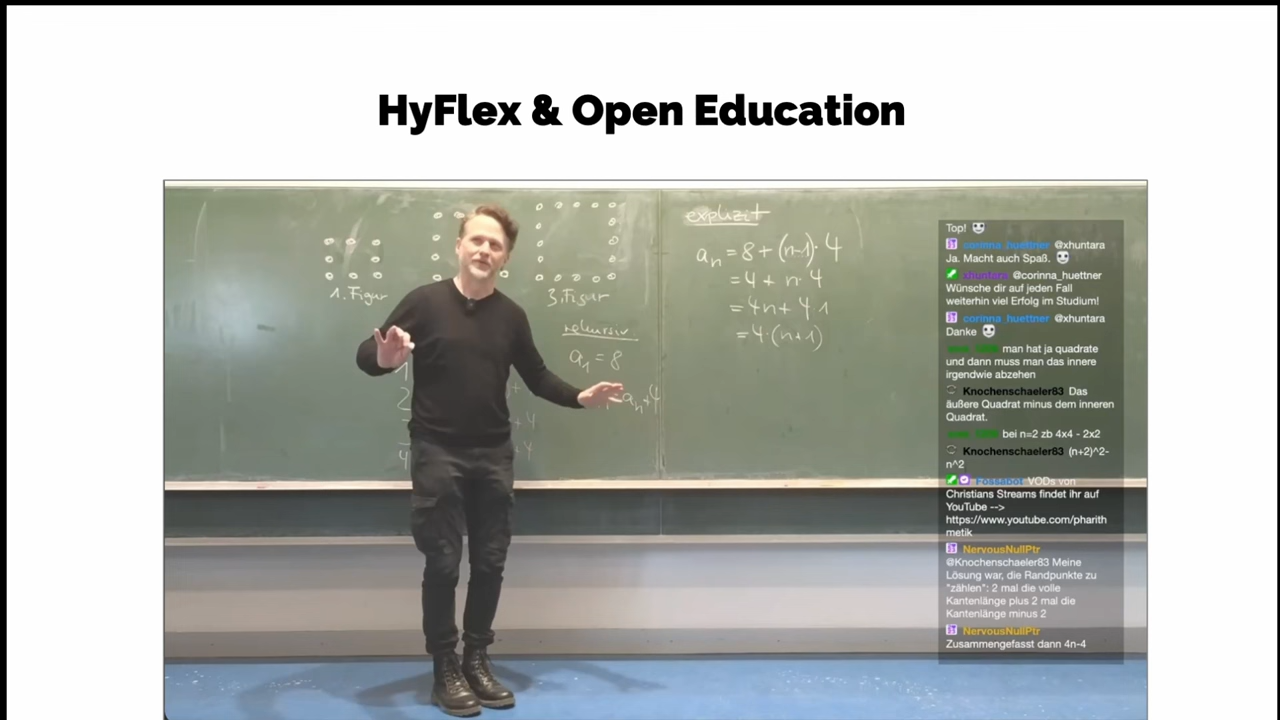 HyFlex & Open Education
1. Figur
3. Figur
rekursiv
a₁ = 8
explizit
aₙ = 8 + (n-1) · 4
= 4 + n · 4
= 4n + 4 · 1
= 4 · (n+1)
Top!
corinna_huettner @xhuntara
Ja. Macht auch Spaß.
xhuntara @corinna_huettner
Wünsche dir auf jeden Fall
weiterhin viel Erfolg im Studium!
corinna_huettner @xhuntara
Danke
man hat ja quadrate
und dann muss man das innere
irgendwie abzehen
Knochenschaeler83 Das
äußere Quadrat minus dem inneren
Quadrat.
bei n=2 zb 4x4 - 2x2
Knochenschaeler83 (n+2)^2-
n^2
Fossabot VODs von
Christians Streams findet ihr auf
YouTube -->
https://www.youtube.com/pharith
metik
NervousNullPtr
@Knochenschaeler83 Meine
Lösung war, die Randpunkte zu
"zählen": 2 mal die volle
Kantenlänge plus 2 mal die
Kantenlänge minus 2
NervousNullPtr
Zusammengefasst dann 4n-4